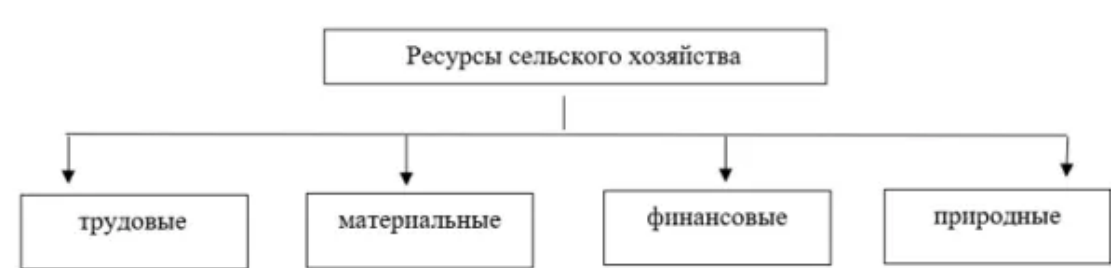 Ресурсы сельского хозяйства
трудовые
материальные
финансовые
природные